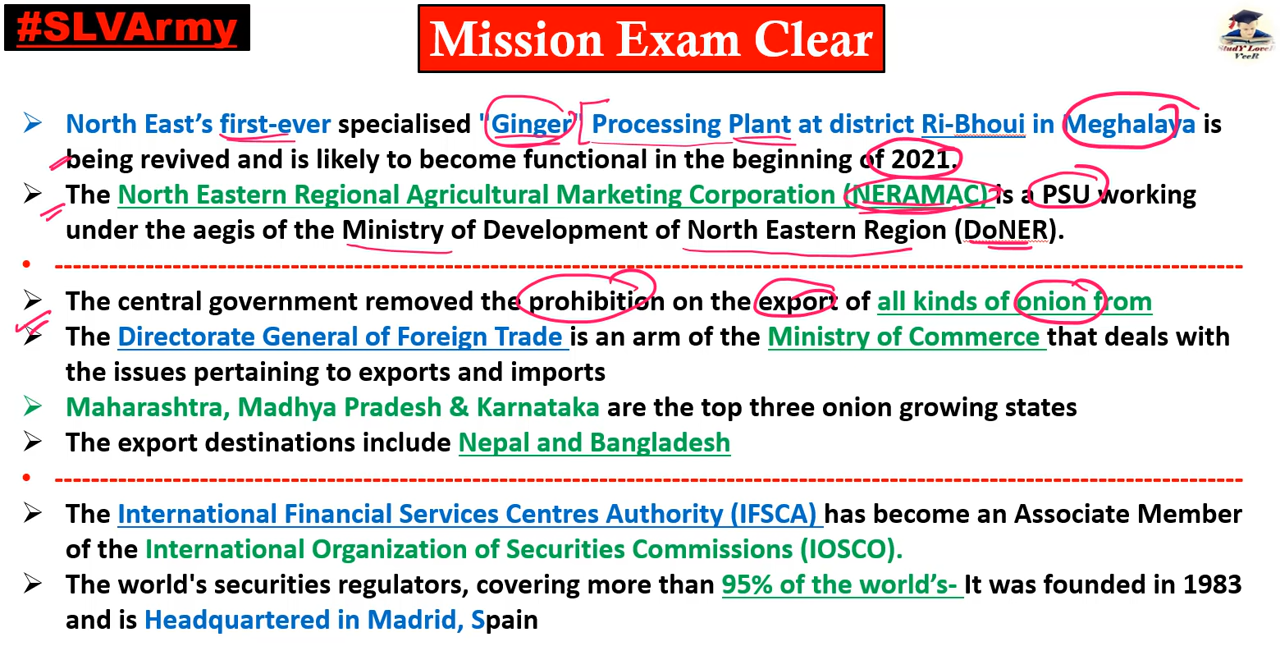 #SLVArmy
Mission Exam Clear
StudY LoveR
VeeR
North East's first-ever specialised "Ginger" Processing Plant at district Ri-Bhoui in Meghalaya is
being revived and is likely to become functional in the beginning of 2021.
The North Eastern Regional Agricultural Marketing Corporation (NERAMAC) is a PSU working
under the aegis of the Ministry of Development of North Eastern Region (DoNER).
The central government removed the prohibition on the export of all kinds of onion from
The Directorate General of Foreign Trade is an arm of the Ministry of Commerce that deals with
the issues pertaining to exports and imports
Maharashtra, Madhya Pradesh & Karnataka are the top three onion growing states
The export destinations include Nepal and Bangladesh
The International Financial Services Centres Authority (IFSCA) has become an Associate Member
of the International Organization of Securities Commissions (IOSCO).
The world's securities regulators, covering more than 95% of the world's- It was founded in 1983
and is Headquartered in Madrid, Spain